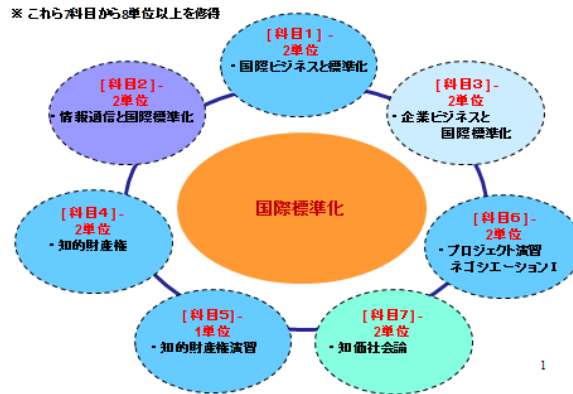 ※ これら7科目から8単位以上を修得
[科目1]-
2単位
・国際ビジネスと標準化
[科目2]-
2単位
・情報通信と国際標準化
[科目3]-
2単位
・企業ビジネスと
国際標準化
国際標準化
[科目4]-
2単位
・知的財産権
[科目6]-
2単位
・プロジェクト演習
ネゴシエーションⅠ
[科目5]-
1単位
・知的財産権演習
[科目7]-
2単位
・知価社会論
1